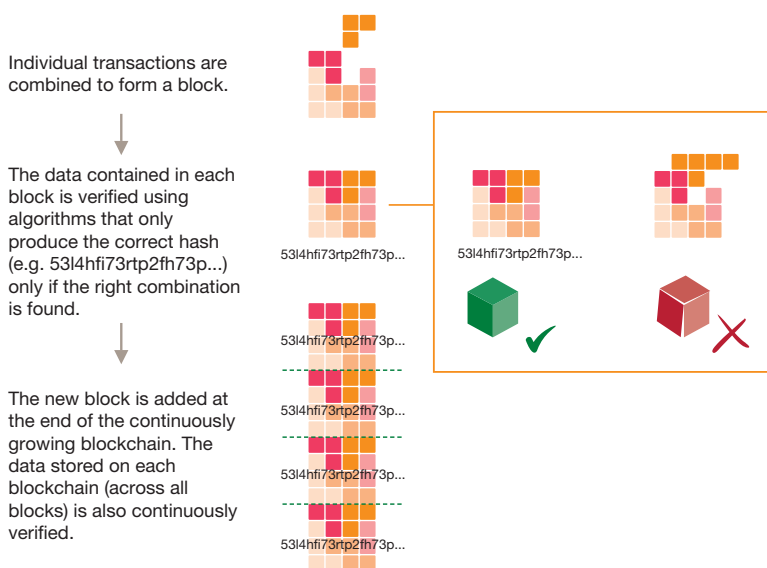 Individual transactions are
combined to form a block.
The data contained in each
block is verified using
algorithms that only
produce the correct hash
(e.g. 53l4hfi73rtp2fh73p...)
only if the right combination
is found.
53l4hfi73rtp2fh73p...
53l4hfi73rtp2fh73p...
The new block is added at
the end of the continuously
growing blockchain. The
data stored on each
blockchain (across all
blocks) is also continuously
verified.
53l4hfi73rtp2fh73p...
53l4hfi73rtp2fh73p...
53l4hfi73rtp2fh73p...
53l4hfi73rtp2fh73p...